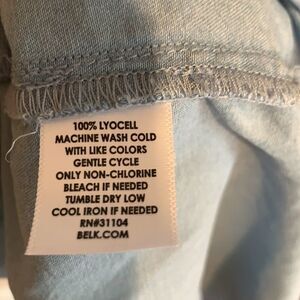 100% LYOCELL
MACHINE WASH COLD
WITH LIKE COLORS
GENTLE CYCLE
ONLY NON-CHLORINE
BLEACH IF NEEDED
TUMBLE DRY LOW
COOL IRON IF NEEDED
RN#31104
BELK.COM